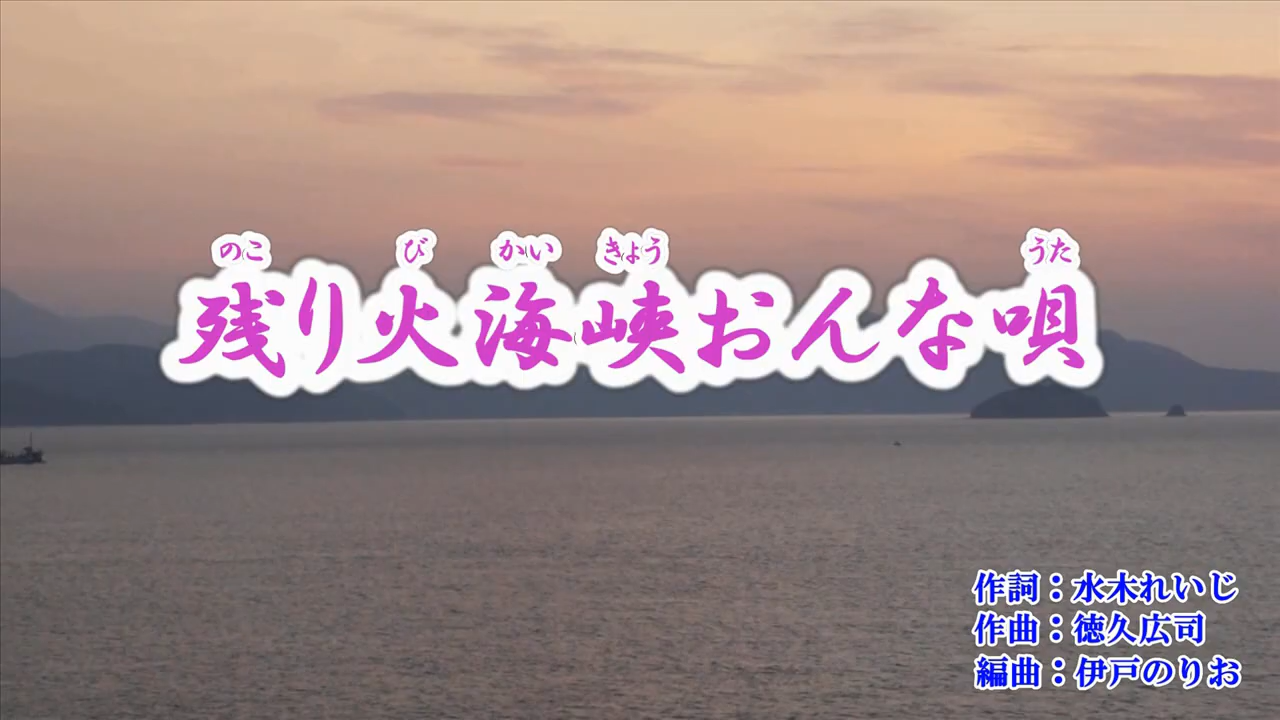 のこ び かい きょう うた
残り火海峡おんな唄
作詞：水木れいじ
作曲：徳久広司
編曲：伊戸のりお